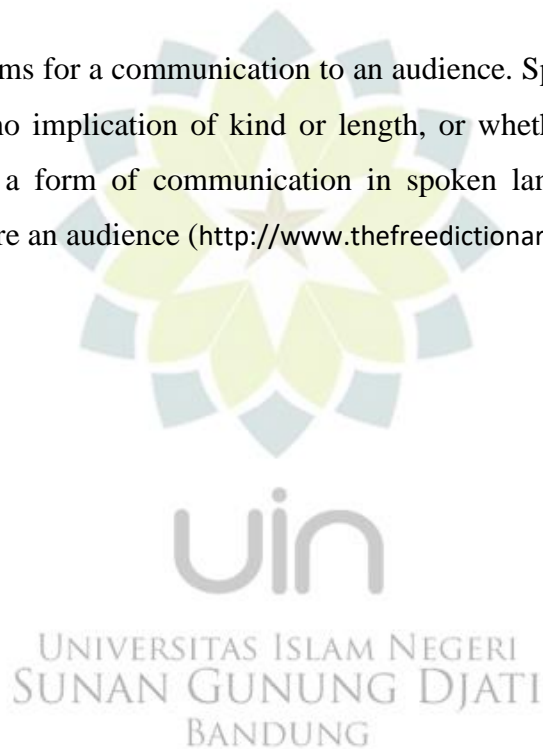 ms for a communication to an audience. Sp
no implication of kind or length, or wheth
a form of communication in spoken lan
re an audience (http://www.thefreedictionar
uin
UNIVERSITAS ISLAM NEGERI
SUNAN GUNUNG DJATI
BANDUNG